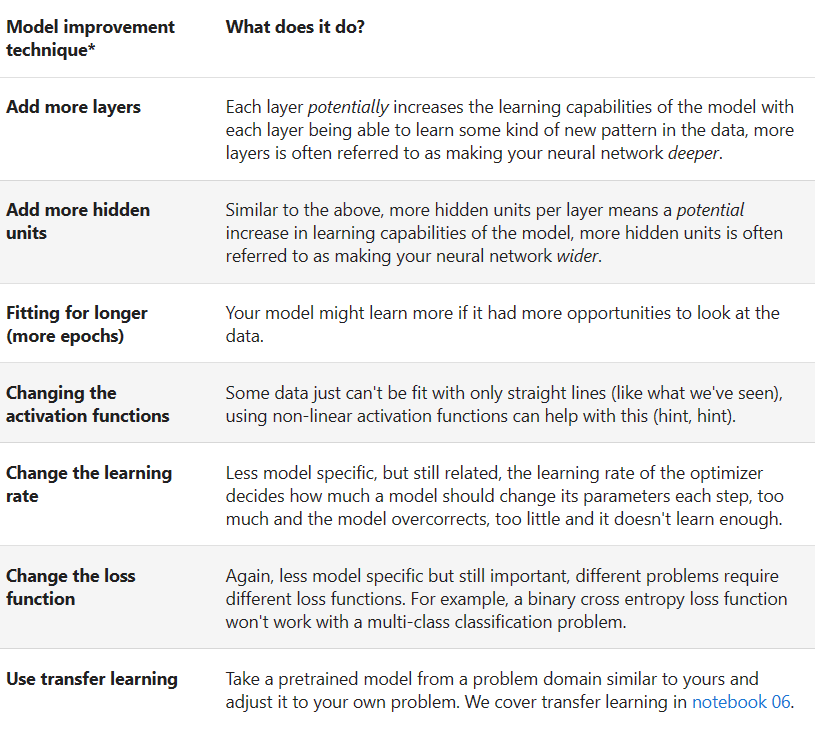 Model improvement
technique*
What does it do?
Add more layers
Each layer potentially increases the learning capabilities of the model with
each layer being able to learn some kind of new pattern in the data, more
layers is often referred to as making your neural network deeper.
Add more hidden
units
Similar to the above, more hidden units per layer means a potential
increase in learning capabilities of the model, more hidden units is often
referred to as making your neural network wider.
Fitting for longer
(more epochs)
Your model might learn more if it had more opportunities to look at the
data.
Changing the
activation functions
Some data just can't be fit with only straight lines (like what we've seen),
using non-linear activation functions can help with this (hint, hint).
Change the learning
rate
Less model specific, but still related, the learning rate of the optimizer
decides how much a model should change its parameters each step, too
much and the model overcorrects, too little and it doesn't learn enough.
Change the loss
function
Again, less model specific but still important, different problems require
different loss functions. For example, a binary cross entropy loss function
won't work with a multi-class classification problem.
Use transfer learning
Take a pretrained model from a problem domain similar to yours and
adjust it to your own problem. We cover transfer learning in notebook 06.